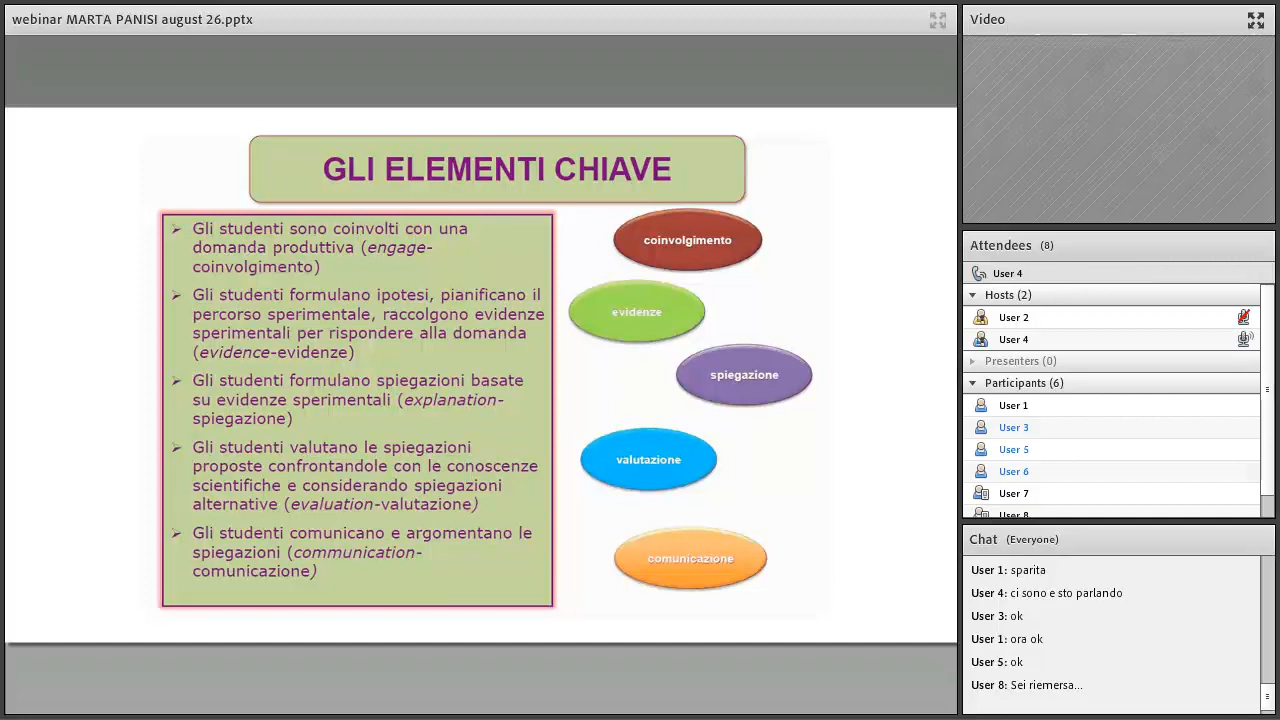 webinar MARTA PANISI august 26.pptx
GLI ELEMENTI CHIAVE
➢ Gli studenti sono coinvolti con una
domanda produttiva (engage-
coinvolgimento)
➢ Gli studenti formulano ipotesi, pianificano il
percorso sperimentale, raccolgono evidenze
sperimentali per rispondere alla domanda
(evidence-evidenze)
➢ Gli studenti formulano spiegazioni basate
su evidenze sperimentali (explanation-
spiegazione)
➢ Gli studenti valutano le spiegazioni
proposte confrontandole con le conoscenze
scientifiche e considerando spiegazioni
alternative (evaluation-valutazione)
➢ Gli studenti comunicano e argomentano le
spiegazioni (communication-
comunicazione)
coinvolgimento
evidenze
spiegazione
valutazione
comunicazione
Video
Attendees (8)
User 4
Hosts (2)
User 2
User 4
Presenters (0)
Participants (6)
User 1
User 3
User 5
User 6
User 7
User 8
Chat (Everyone)
User 1: sparita
User 4: ci sono e sto parlando
User 3: ok
User 1: ora ok
User 5: ok
User 8: Sei riemersa...